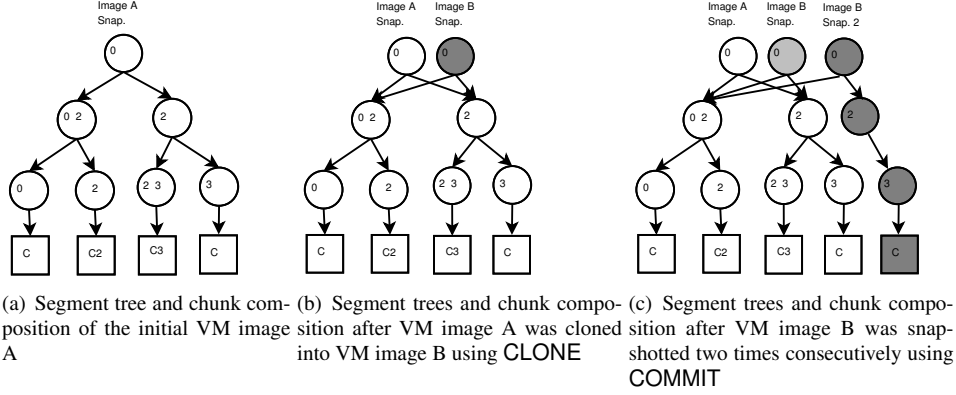 Image A
Snap.
0
0 2
2
0
2
2 3
3
C
C2
C3
C
(a) Segment tree and chunk com-
position of the initial VM image
A
Image A
Snap.
Image B
Snap.
0
0
0 2
2
0
2
2 3
3
C
C2
C3
C
(b) Segment trees and chunk compo-
sition after VM image A was cloned
into VM image B using CLONE
Image A
Snap.
Image B
Snap.
Image B
Snap. 2
0
0
0
0 2
2
2
0
2
2 3
3
3
C
C2
C3
C
C
(c) Segment trees and chunk compo-
sition after VM image B was snap-
shotted two times consecutively using
COMMIT